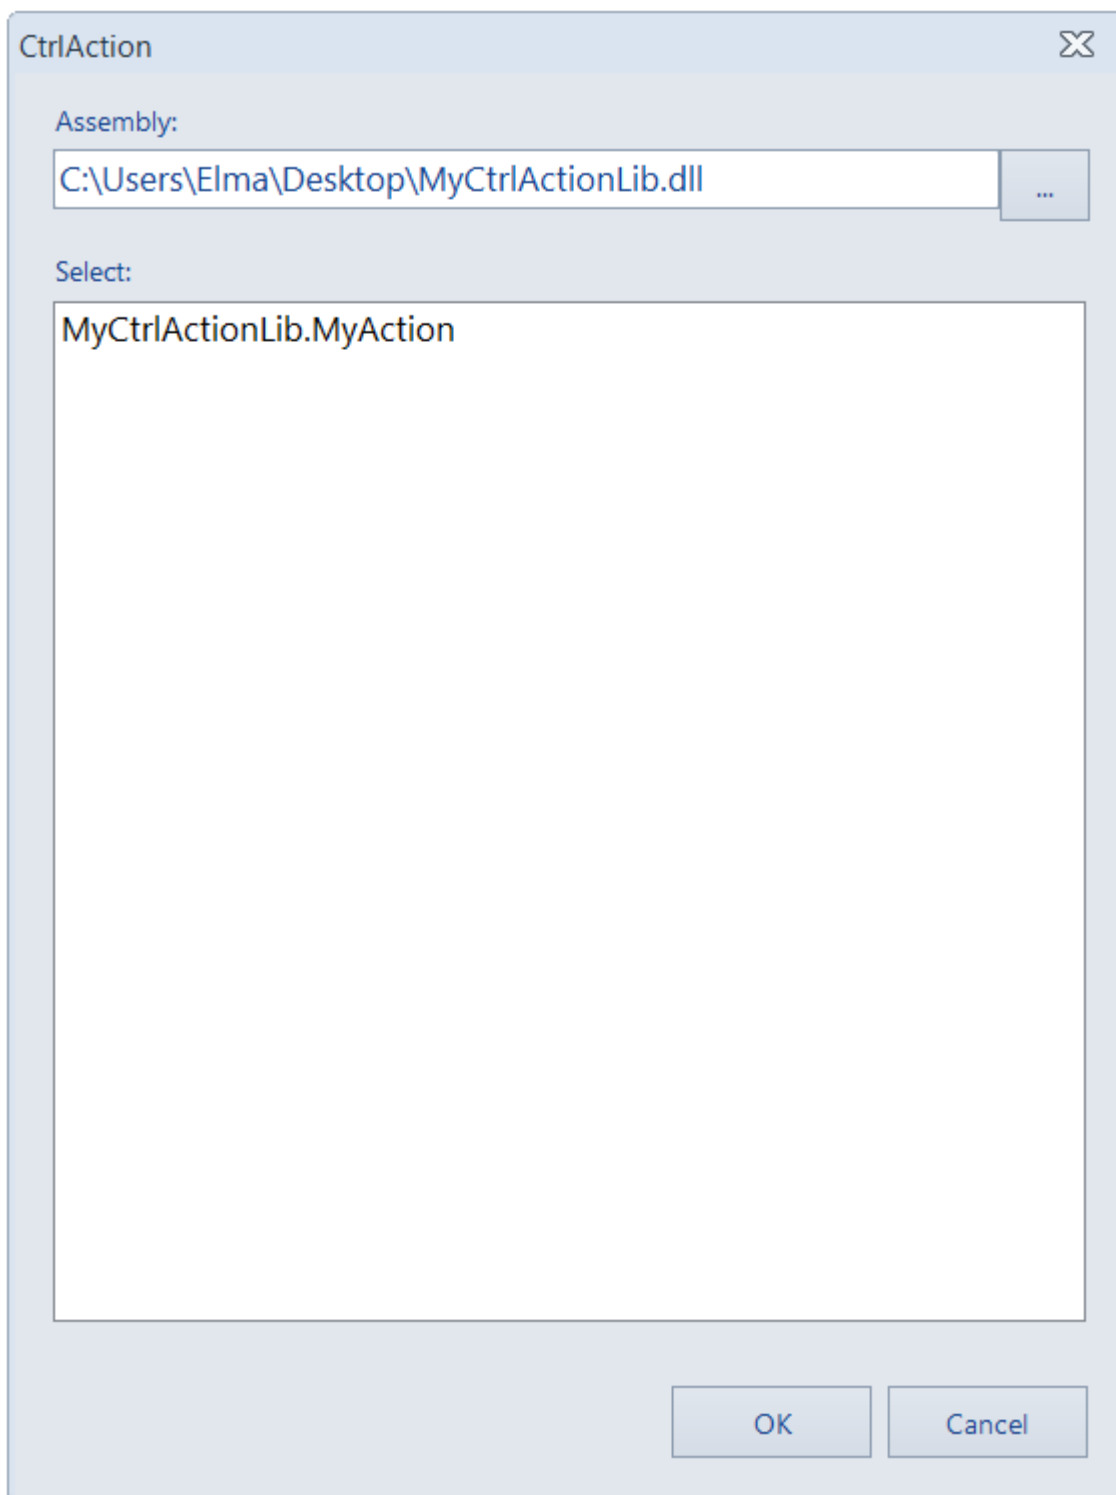 CtrlAction
Assembly:
C:\Users\Elma\Desktop\MyCtrlActionLib.dll
...
Select:
MyCtrlActionLib.MyAction
OK
Cancel